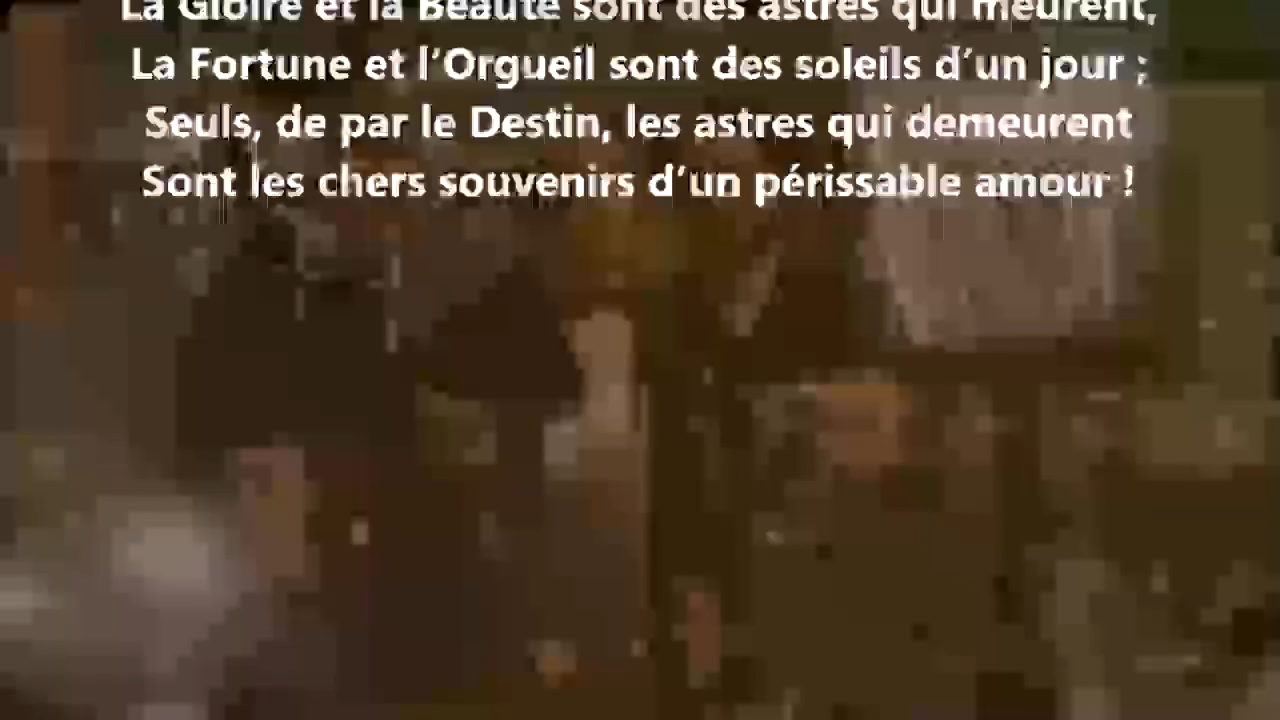 La Gloire et la Beauté sont des astres qui meurent,
La Fortune et l’Orgueil sont des soleils d’un jour ;
Seuls, de par le Destin, les astres qui demeurent
Sont les chers souvenirs d’un périssable amour !